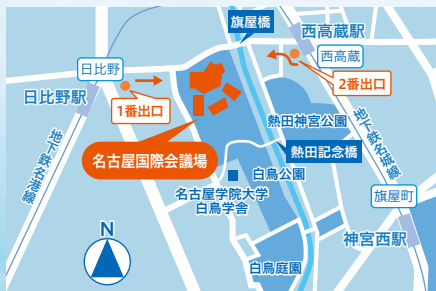 旗屋橋
西高蔵駅
西高蔵
日比野
2番出口
日比野駅
1番出口
熱田神宮公園
地下鉄名港線
地下鉄名城線
名古屋国際会議場
熱田記念橋
白鳥公園
名古屋学院大学
白鳥学舎
旗屋町
N
神宮西駅
白鳥庭園